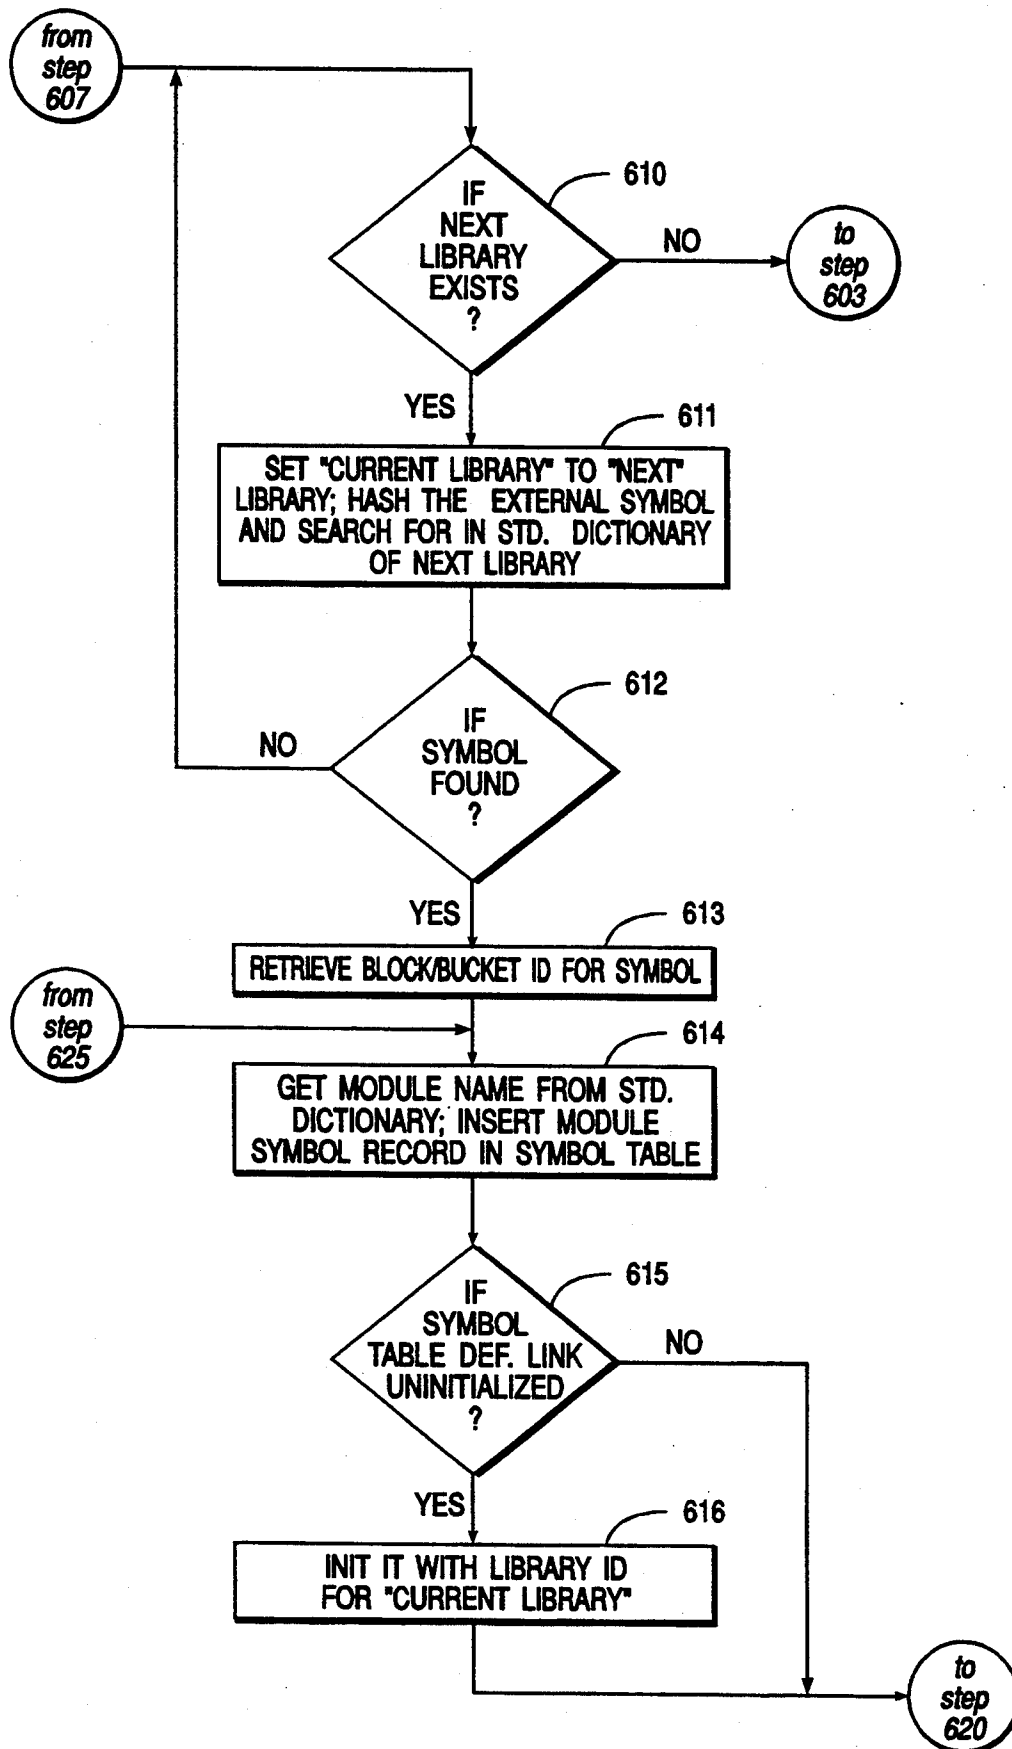 from
step
607
610
IF
NEXT
LIBRARY
EXISTS
?
NO
to
step
603
YES
611
SET "CURRENT LIBRARY" TO "NEXT"
LIBRARY; HASH THE EXTERNAL SYMBOL
AND SEARCH FOR IN STD. DICTIONARY
OF NEXT LIBRARY
612
IF
SYMBOL
FOUND
?
NO
YES
613
RETRIEVE BLOCK/BUCKET ID FOR SYMBOL
from
step
625
614
GET MODULE NAME FROM STD.
DICTIONARY; INSERT MODULE
SYMBOL RECORD IN SYMBOL TABLE
615
IF
SYMBOL
TABLE DEF. LINK
UNINITIALIZED
?
NO
YES
616
INIT IT WITH LIBRARY ID
FOR "CURRENT LIBRARY"
to
step
620